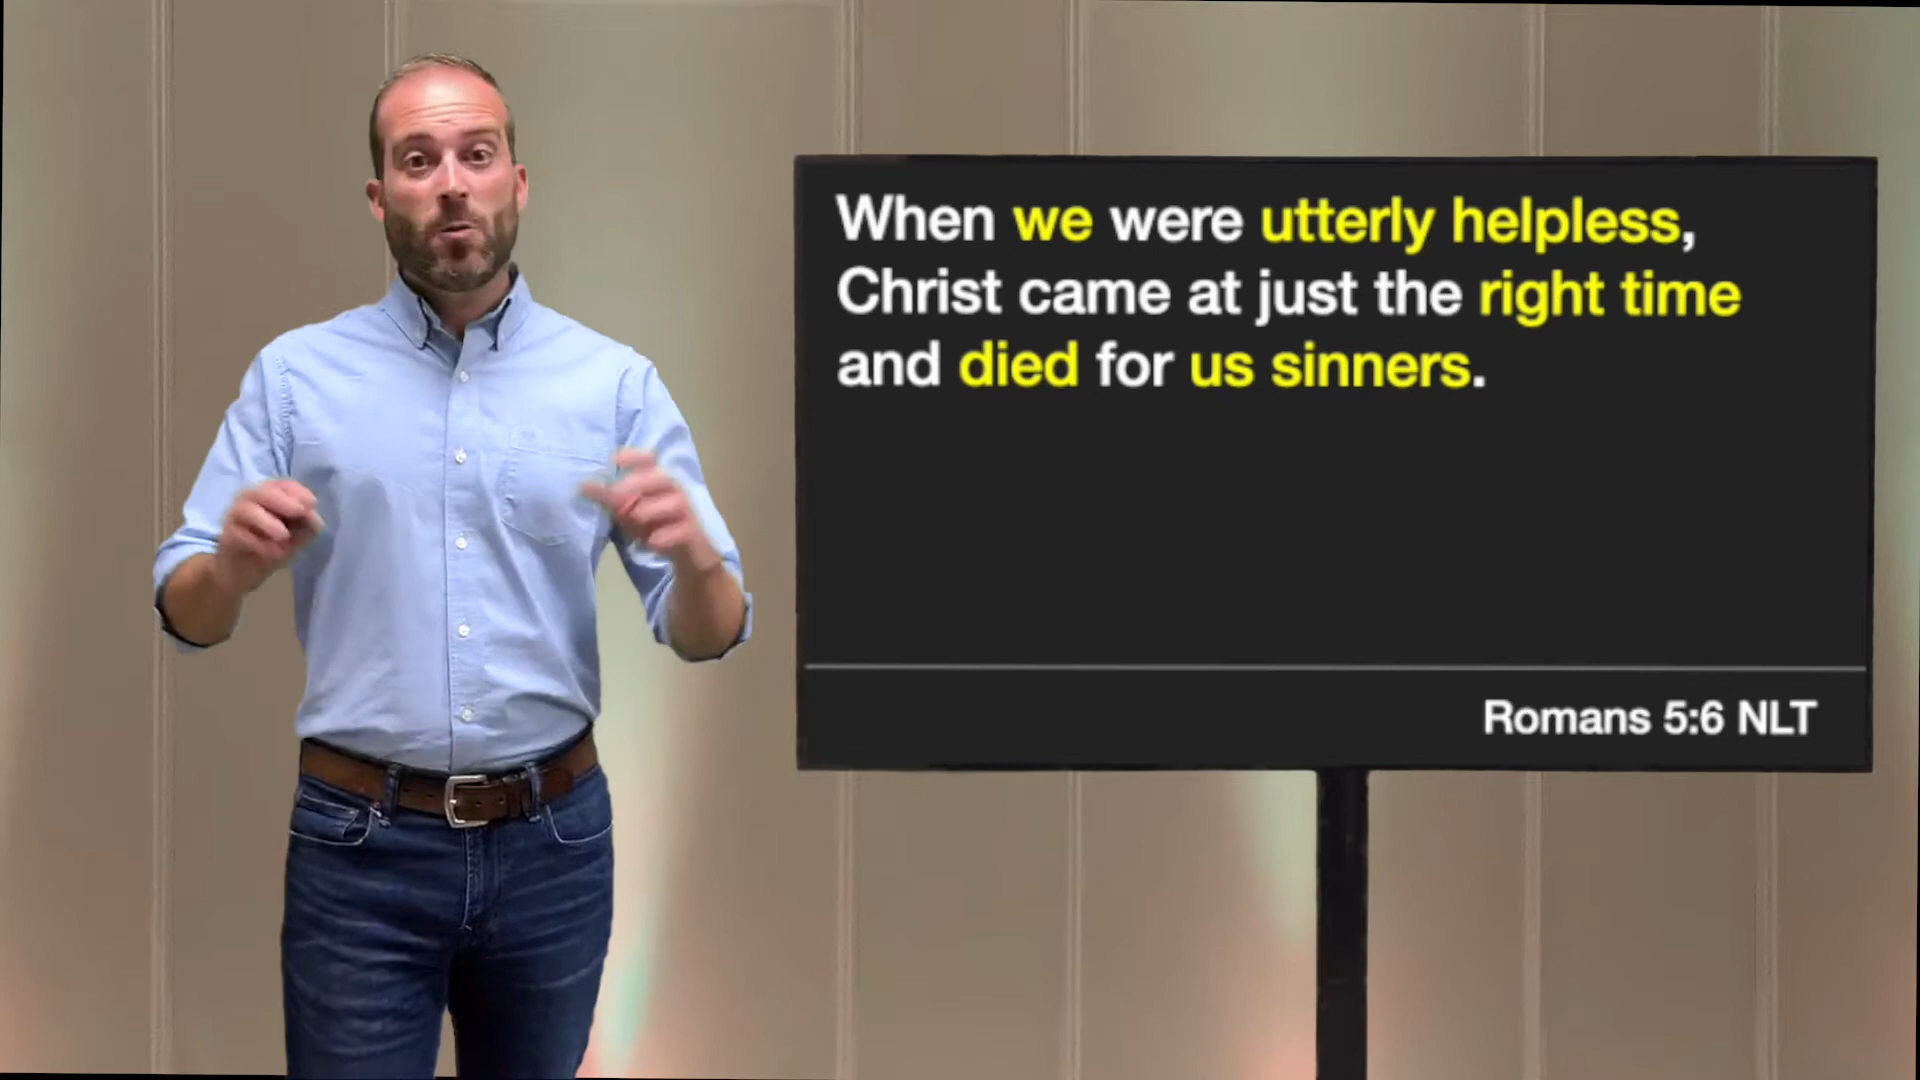 When we were utterly helpless,
Christ came at just the right time
and died for us sinners.
Romans 5:6 NLT